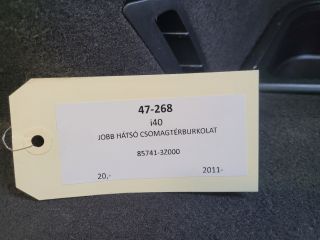 47-268
i40
JOBB HÁTSÓ CSOMAGTÉRBURKOLAT
85741-3Z000
20,- 2011-